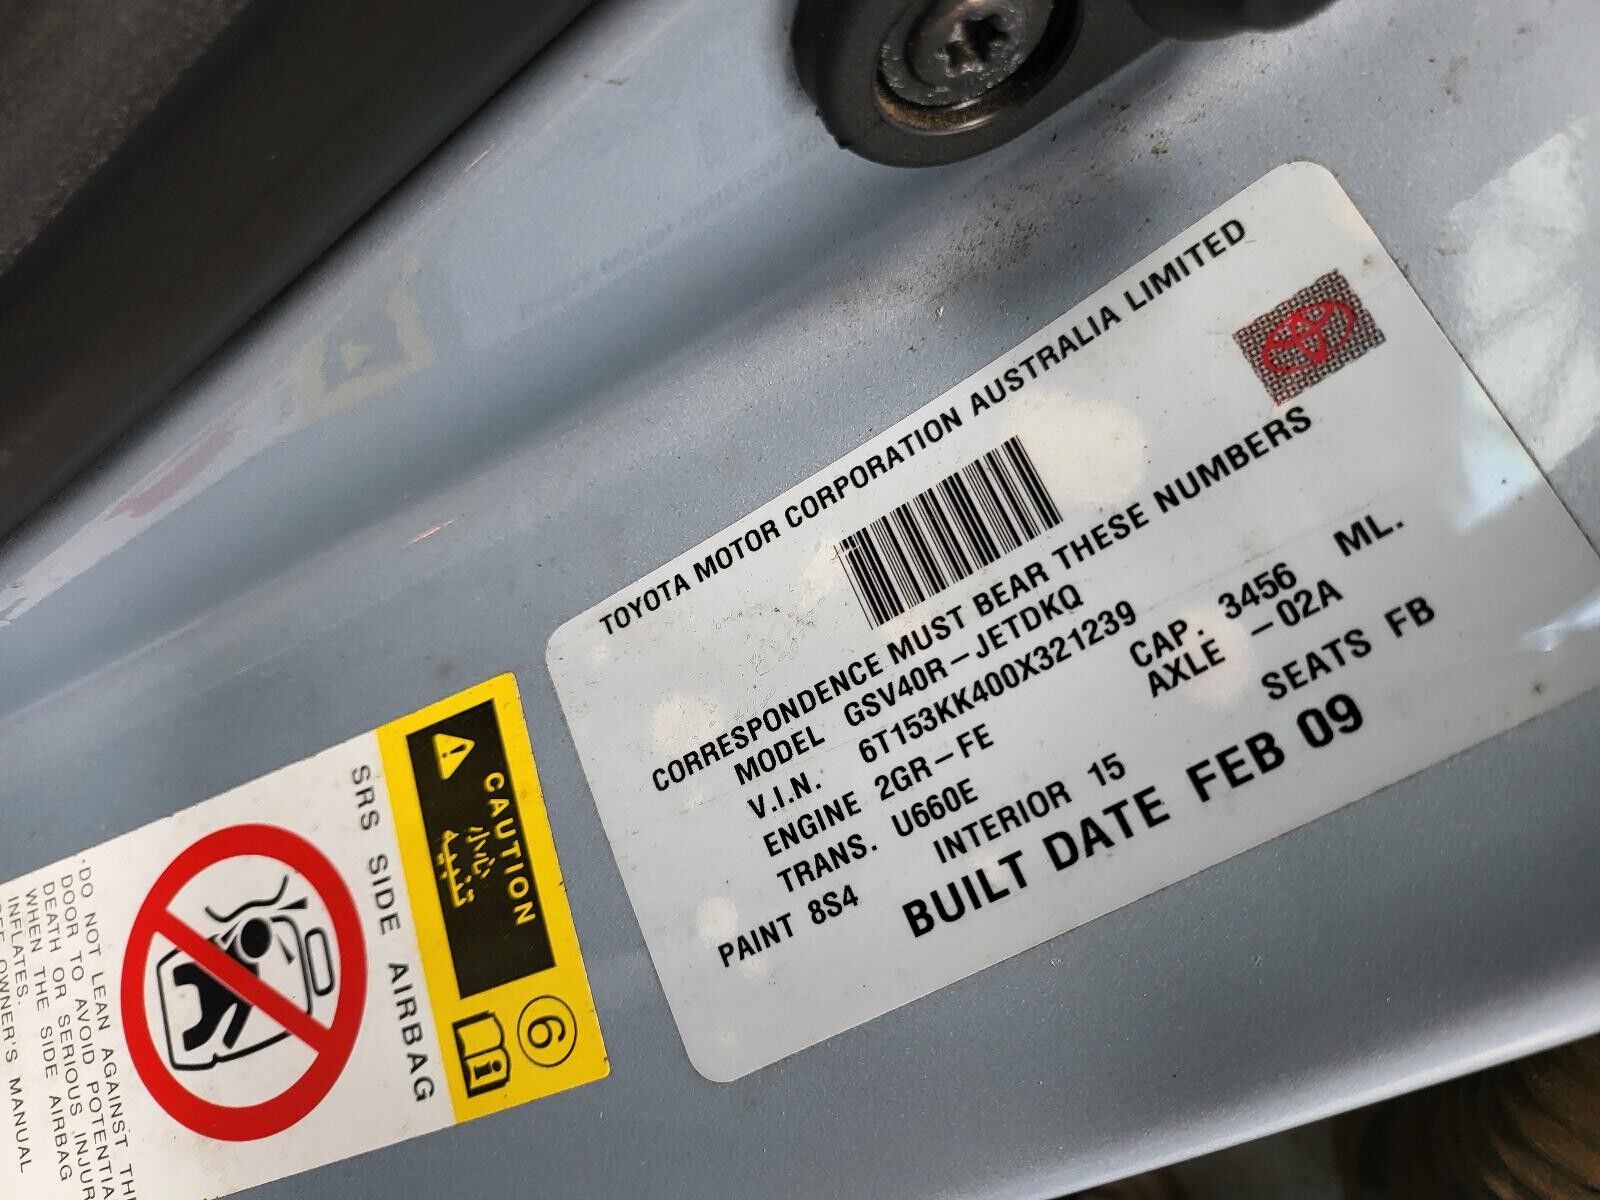 TOYOTA MOTOR CORPORATION AUSTRALIA LIMITED
CORRESPONDENCE MUST BEAR THESE NUMBERS
MODEL GSV40R-JETDKQ
V.I.N. 6T153KK400X321239
ENGINE 2GR-FE CAP. 3456 ML.
TRANS. U660E AXLE -02A
PAINT 8S4 INTERIOR 15 SEATS FB
BUILT DATE FEB 09
CAUTION
تنبيه
6
i
SRS SIDE AIRBAG
·DO NOT LEAN AGAINST
DOOR TO AVOID
DEATH OR SERIOUS
WHEN THE SIDE AIRBAG
INFLATES.
OWNER'S MANUAL